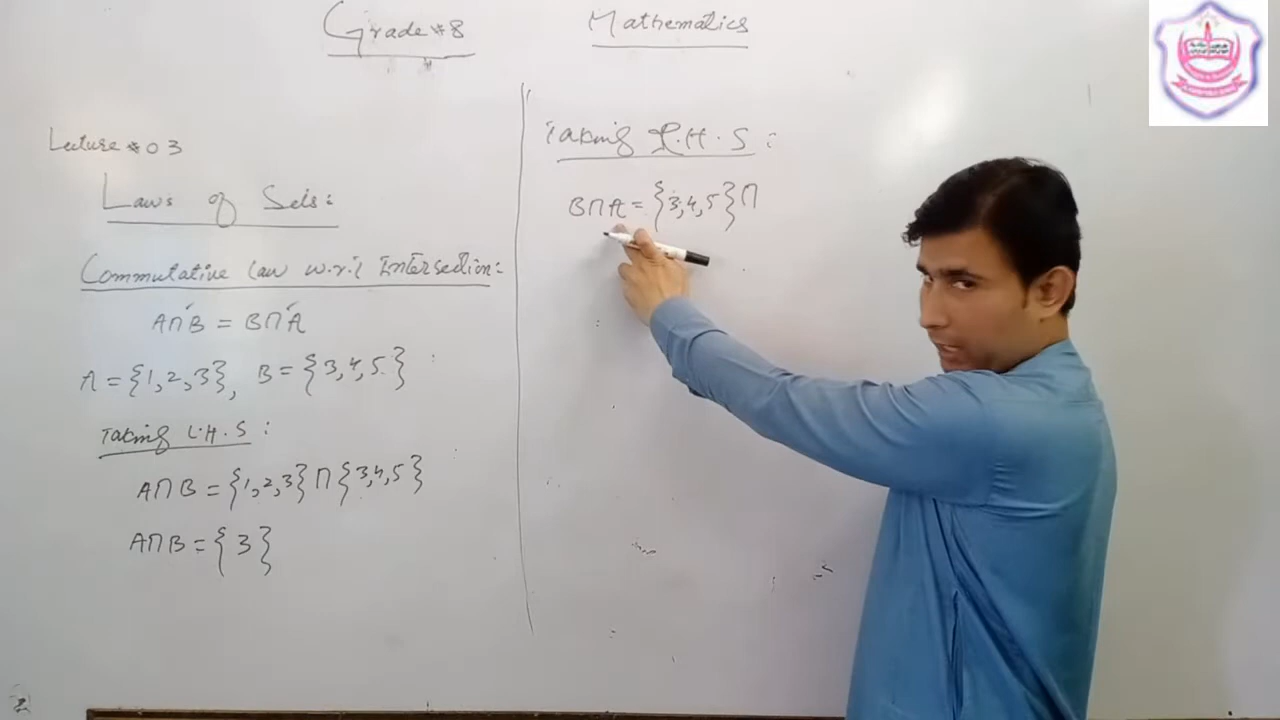 Grade #8
Mathematics
Lecture # 03
Laws of Sets:
Commutative law w.r.t Intersection:
A∩B = B∩A
A = {1, 2, 3}, B = {3, 4, 5}
Taking L.H.S:
A∩B = {1, 2, 3} ∩ {3, 4, 5}
A∩B = {3}
Taking R.H.S:
B∩A = {3, 4, 5} ∩